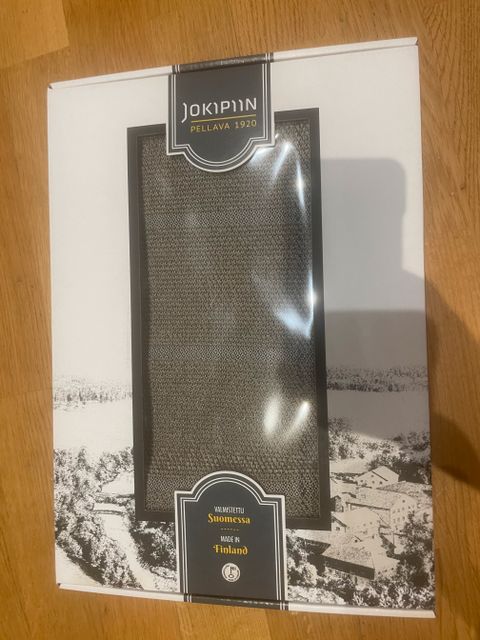 JOKIPIIN
PELLAVA 1920
VALMISTETTU
Suomessa
MADE IN
Finland